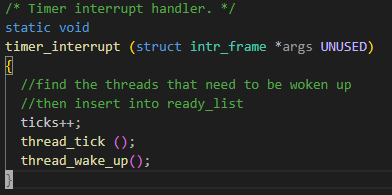 /* Timer interrupt handler. */
static void
timer_interrupt (struct intr_frame *args UNUSED)
{
  //find the threads that need to be woken up
  //then insert into ready_list
  ticks++;
  thread_tick ();
  thread_wake_up();
}